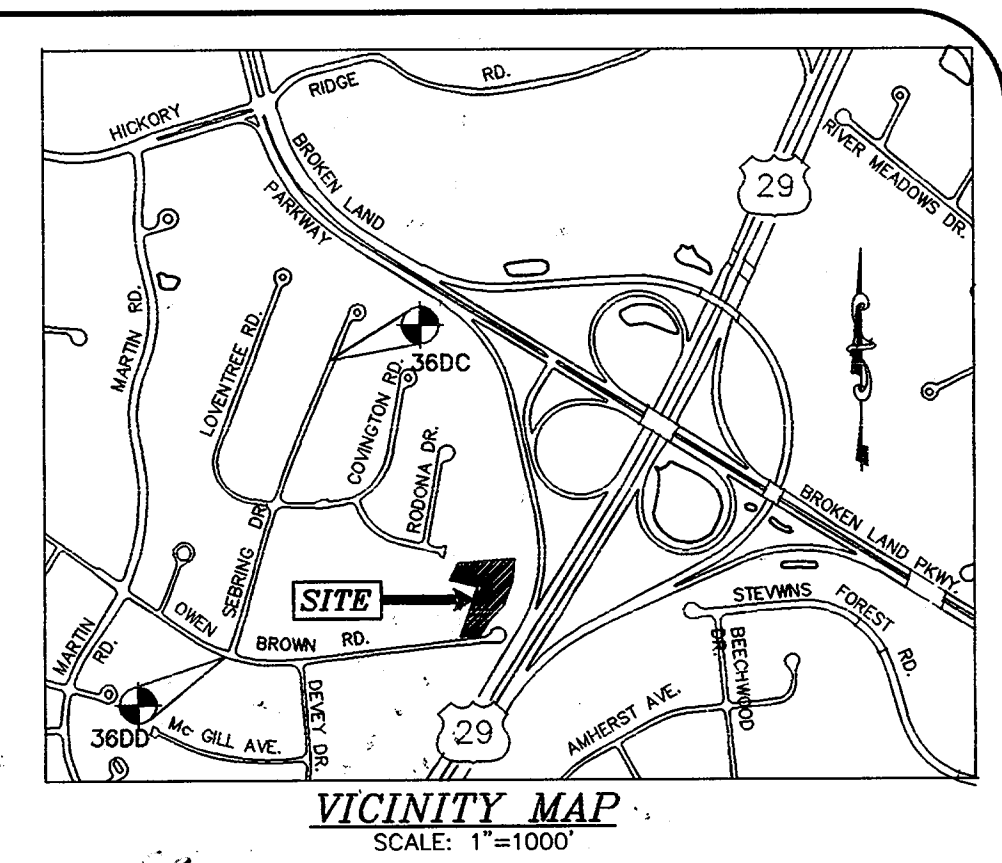 HICKORY
RIDGE
RD.
BROKEN LAND
PARKWAY
29
RIVER MEADOWS DR.
MARTIN RD.
LOVENTREE RD.
36DC
COVINGTON RD.
RODONA DR.
SEBRING DR
BROKEN LAND PKWY.
SITE
STEVWNS FOREST RD.
OWEN BROWN RD.
MARTIN RD.
BEECHWOOD DR.
DEVEY DR.
AMHERST AVE.
36DD
Mc GILL AVE.
29
VICINITY MAP
SCALE: 1"=1000'